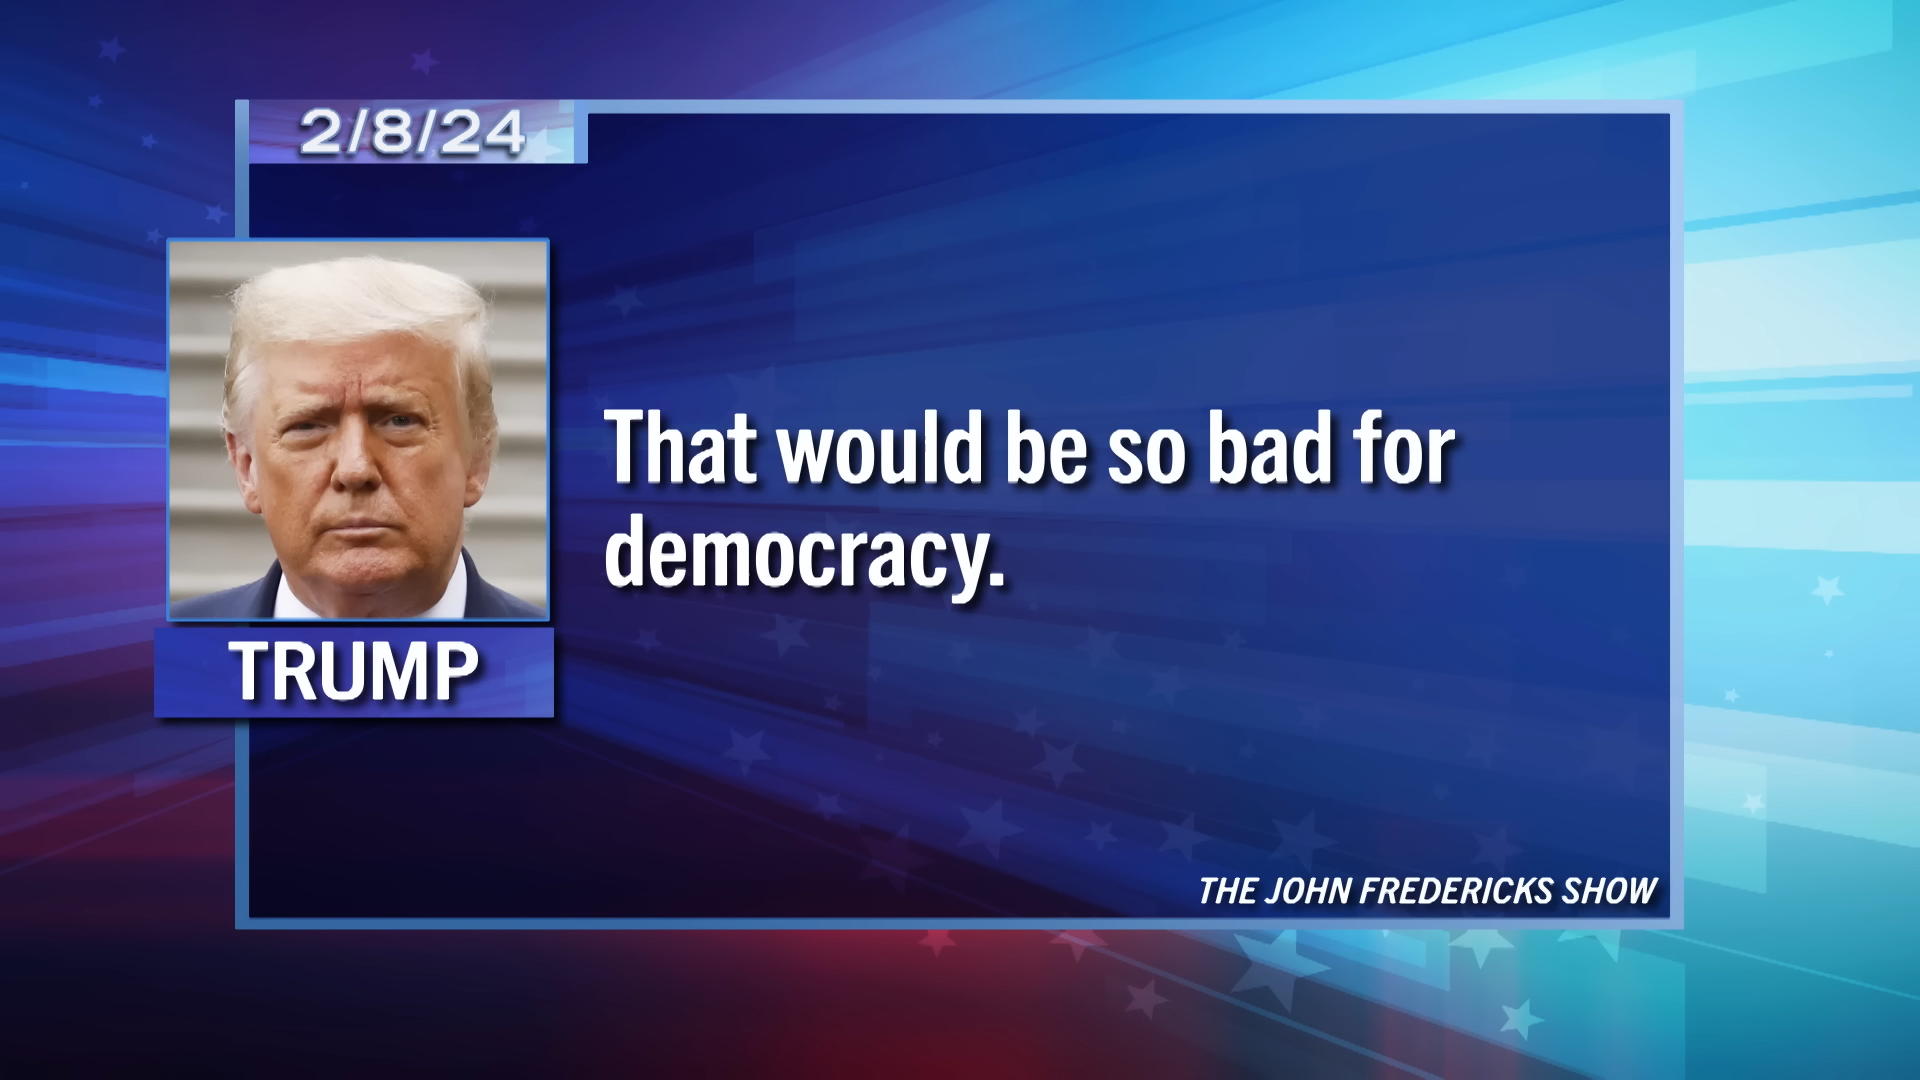 2/8/24
That would be so bad for
democracy.
TRUMP
THE JOHN FREDERICKS SHOW